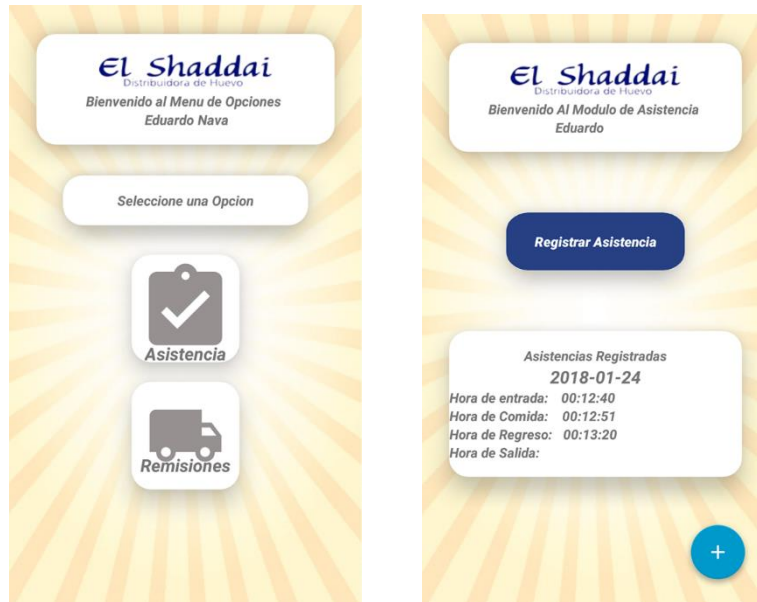 El Shaddai
Distribuidora de Huevo
Bienvenido al Menu de Opciones
Eduardo Nava
Seleccione una Opcion
Asistencia
Remisiones
El Shaddai
Distribuidora de Huevo
Bienvenido Al Modulo de Asistencia
Eduardo
Registrar Asistencia
Asistencias Registradas
2018-01-24
Hora de entrada: 00:12:40
Hora de Comida: 00:12:51
Hora de Regreso: 00:13:20
Hora de Salida:
+